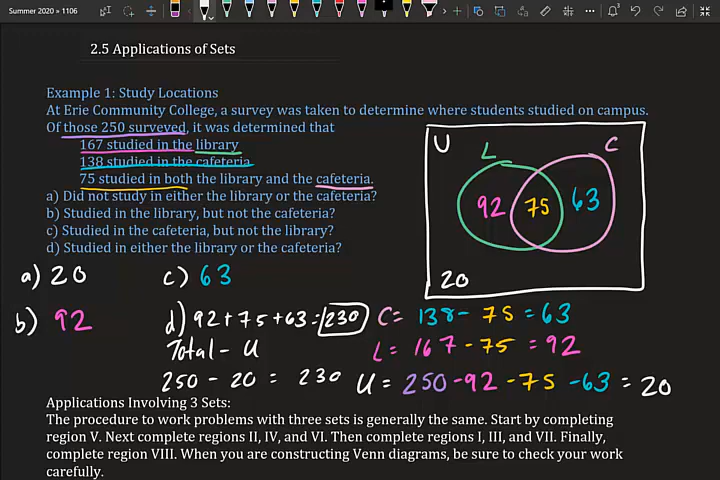 Summer 2020 » 1106
2.5 Applications of Sets
Example 1: Study Locations
At Erie Community College, a survey was taken to determine where students studied on campus.
Of those 250 surveyed, it was determined that
167 studied in the library
138 studied in the cafeteria
75 studied in both the library and the cafeteria.
a) Did not study in either the library or the cafeteria?
b) Studied in the library, but not the cafeteria?
c) Studied in the cafeteria, but not the library?
d) Studied in either the library or the cafeteria?
U L C
92 75 63
20
a) 20 c) 63
b) 92 d) 92+75+63=230 C= 138 - 75 = 63
Total - U L = 167 - 75 = 92
250 - 20 = 230 U = 250 -92 -75 -63 = 20
Applications Involving 3 Sets:
The procedure to work problems with three sets is generally the same. Start by completing
region V. Next complete regions II, IV, and VI. Then complete regions I, III, and VII. Finally,
complete region VIII. When you are constructing Venn diagrams, be sure to check your work
carefully.